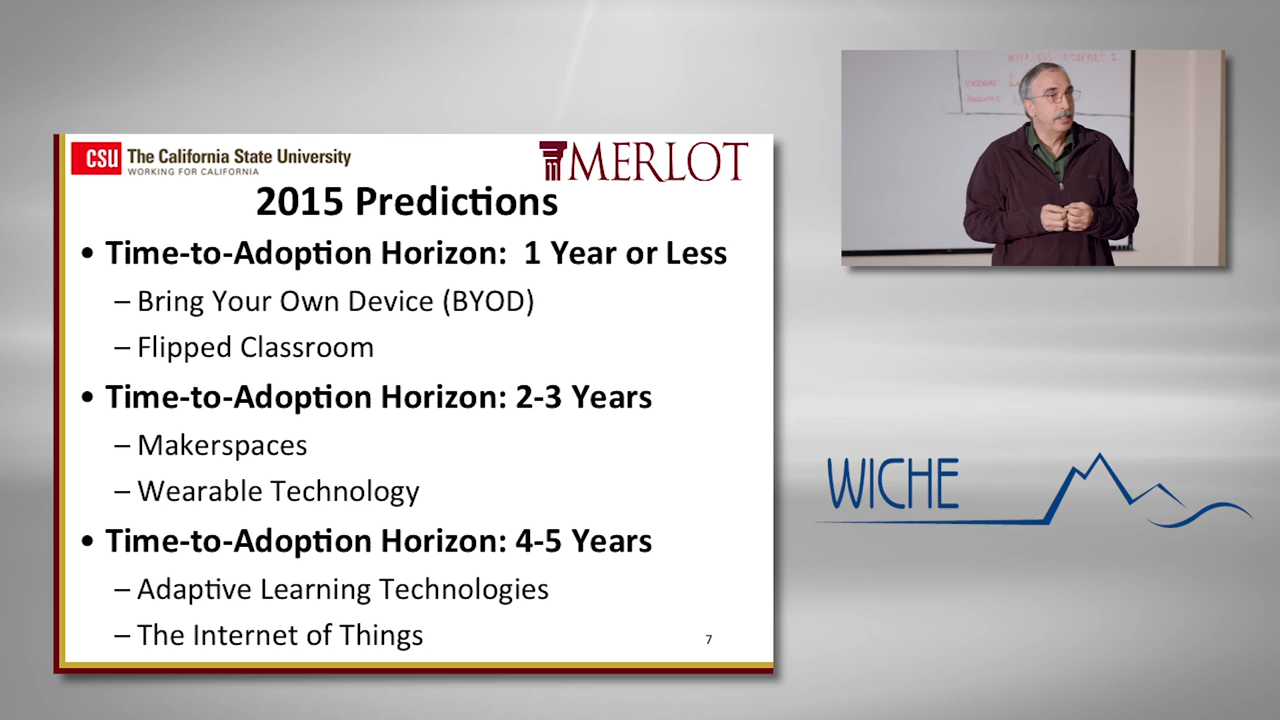 CSU The California State University
WORKING FOR CALIFORNIA
MERLOT
2015 Predictions
• Time-to-Adoption Horizon: 1 Year or Less
– Bring Your Own Device (BYOD)
– Flipped Classroom
• Time-to-Adoption Horizon: 2-3 Years
– Makerspaces
– Wearable Technology
• Time-to-Adoption Horizon: 4-5 Years
– Adaptive Learning Technologies
– The Internet of Things
7
WICHE